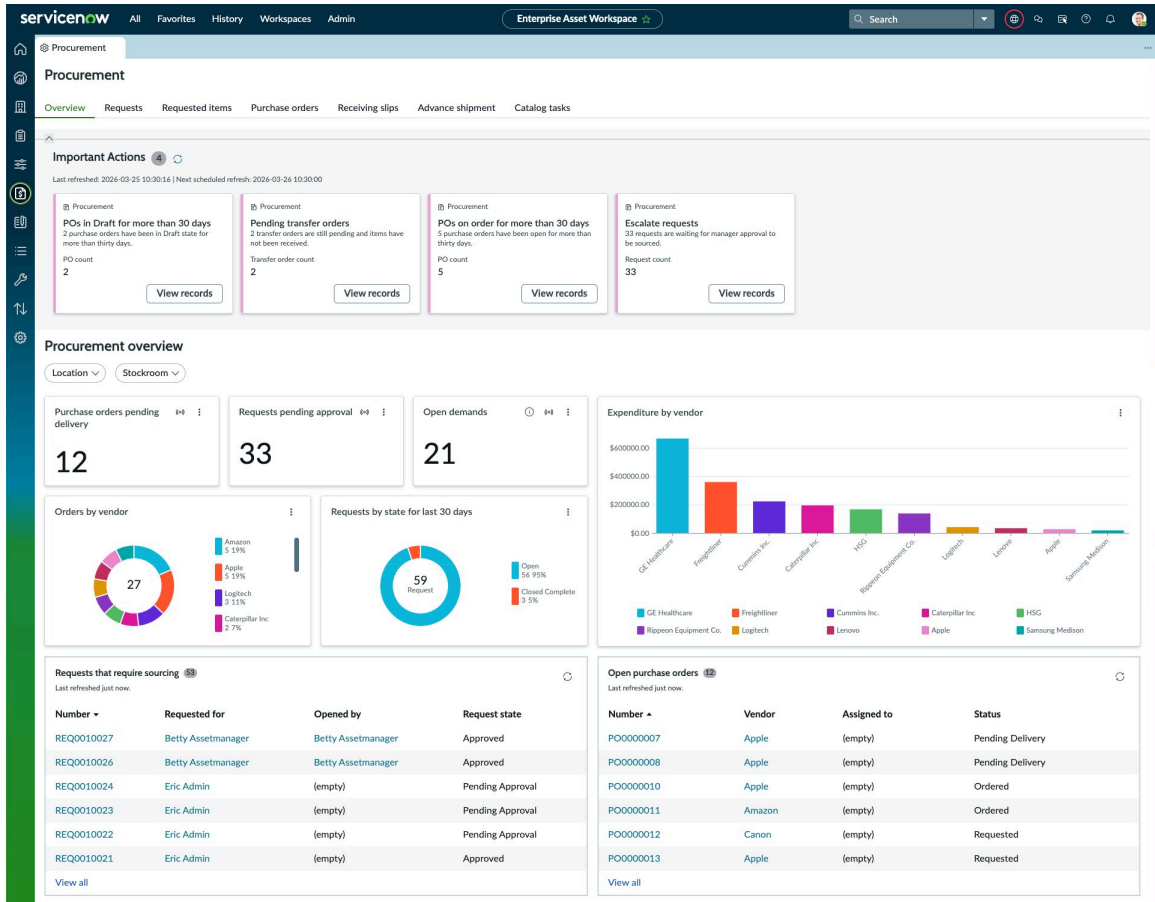 servicenow All Favorites History Workspaces Admin Enterprise Asset Workspace Search
Procurement
Procurement
Overview Requests Requested items Purchase orders Receiving slips Advance shipment Catalog tasks
Important Actions 4
Last refreshed: 2026-03-25 10:30:16 | Next scheduled refresh: 2026-03-26 10:30:00
Procurement
POs in Draft for more than 30 days
2 purchase orders have been in Draft state for
more than thirty days.
PO count
2
View records
Procurement
Pending transfer orders
2 transfer orders are still pending and items have
not been received.
Transfer order count
2
View records
Procurement
POs on order for more than 30 days
5 purchase orders have been open for more than
thirty days.
PO count
5
View records
Procurement
Escalate requests
33 requests are waiting for manager approval to
be sourced.
Request count
33
View records
Procurement overview
Location Stockroom
Purchase orders pending
delivery
12
Requests pending approval
33
Open demands
21
Expenditure by vendor
$600000.00
$400000.00
$200000.00
$0.00
GE Healthcare
Freightliner
Cummins Inc.
Caterpillar Inc
HSG
Rippeon Equipment Co.
Logitech
Lenovo
Apple
Samsung Medison
GE Healthcare Freightliner Cummins Inc. Caterpillar Inc HSG
Rippeon Equipment Co. Logitech Lenovo Apple Samsung Medison
Orders by vendor
27
Amazon
5 19%
Apple
5 19%
Logitech
3 11%
Caterpillar Inc
2 7%
Requests by state for last 30 days
59
Request
Open
56 95%
Closed Complete
3 5%
Requests that require sourcing 53
Last refreshed just now.
Number Requested for Opened by Request state
REQ0010027 Betty Assetmanager Betty Assetmanager Approved
REQ0010026 Betty Assetmanager Betty Assetmanager Approved
REQ0010024 Eric Admin (empty) Pending Approval
REQ0010023 Eric Admin (empty) Pending Approval
REQ0010022 Eric Admin (empty) Pending Approval
REQ0010021 Eric Admin (empty) Approved
View all
Open purchase orders 12
Last refreshed just now.
Number Vendor Assigned to Status
PO0000007 Apple (empty) Pending Delivery
PO0000008 Apple (empty) Pending Delivery
PO0000010 Apple (empty) Ordered
PO0000011 Amazon (empty) Ordered
PO0000012 Canon (empty) Requested
PO0000013 Apple (empty) Requested
View all